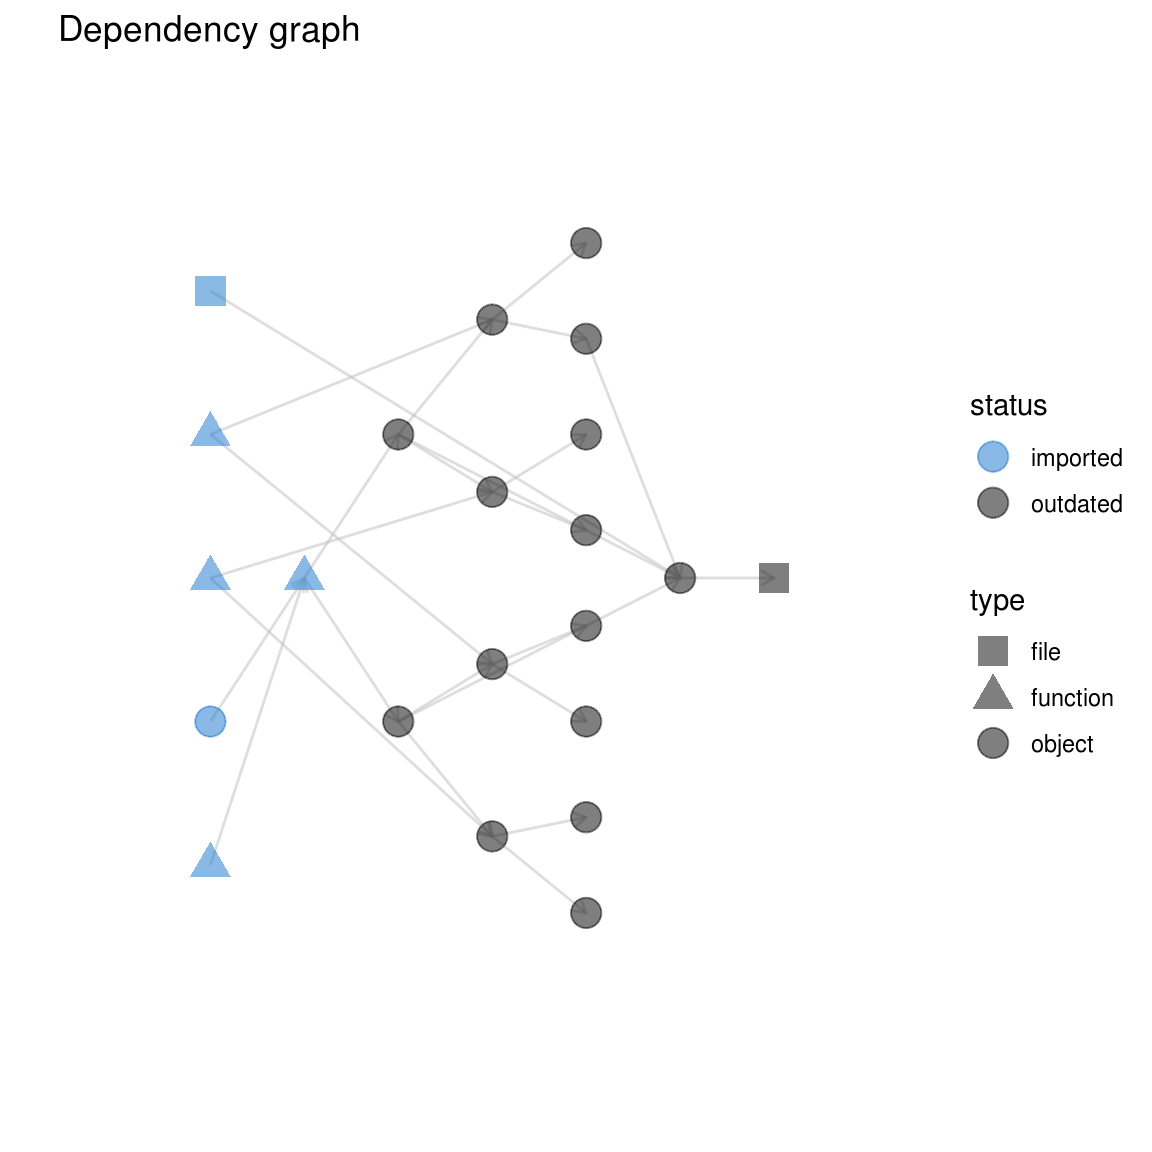 Dependency graph
status
imported
outdated
type
file
function
object